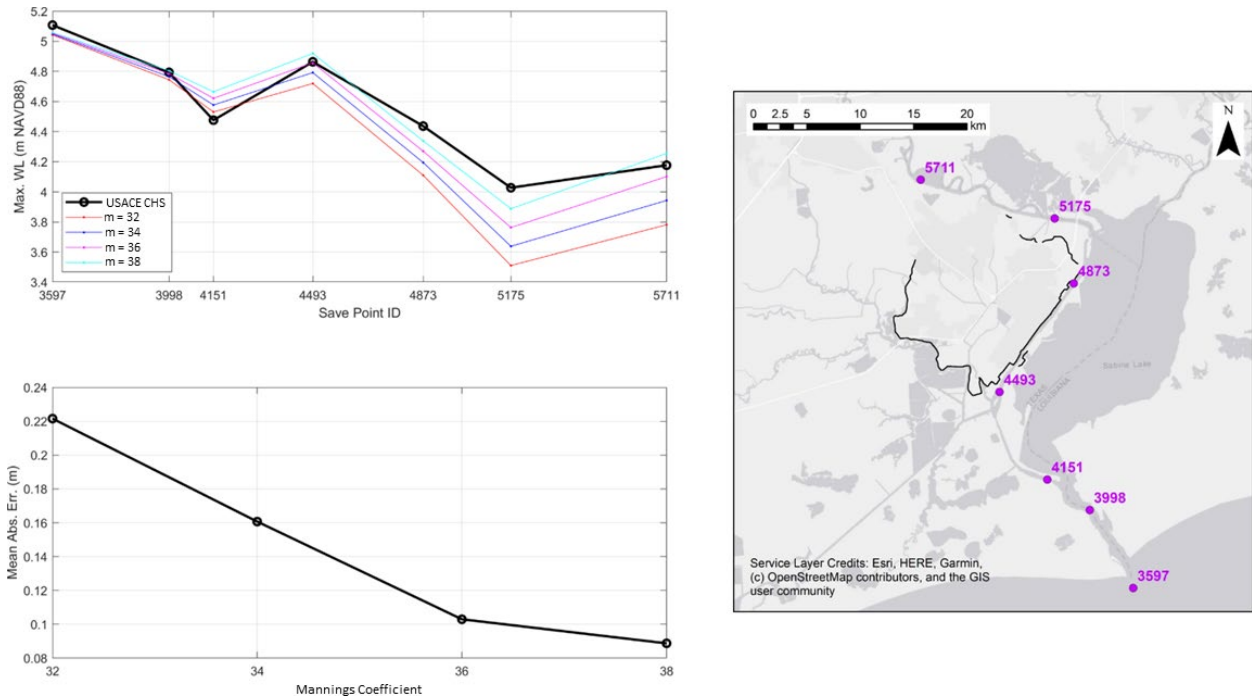 5.2
5
4.8
4.6
4.4
4.2
4
3.8
3.6
3.4
Max. WL (m NAVD88)
USACE CHS
m = 32
m = 34
m = 36
m = 38
3597 3998 4151 4493 4873 5175 5711
Save Point ID
0.24
0.22
0.2
0.18
0.16
0.14
0.12
0.1
0.08
Mean Abs. Err. (m)
32 34 36 38
Mannings Coefficient
0 2.5 5 10 15 20
km
N
5711
5175
4873
Sabine Lake
TEXAS
LOUISIANA
4493
4151
3998
3597
Service Layer Credits: Esri, HERE, Garmin,
(c) OpenStreetMap contributors, and the GIS
user community